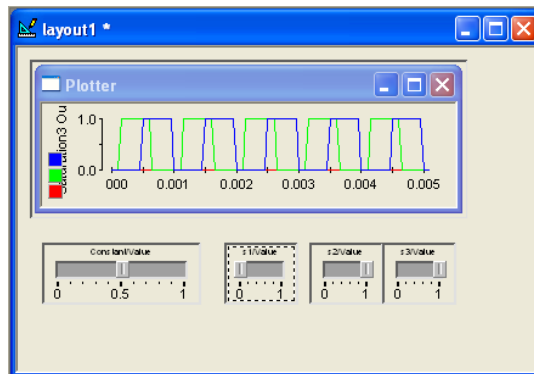 layout1 *
Plotter
1.0
0.0
000 0.001 0.002 0.003 0.004 0.005
Constant/Value
0 0.5 1
s1/Value
0 1
s2/Value
0 1
s3/Value
0 1